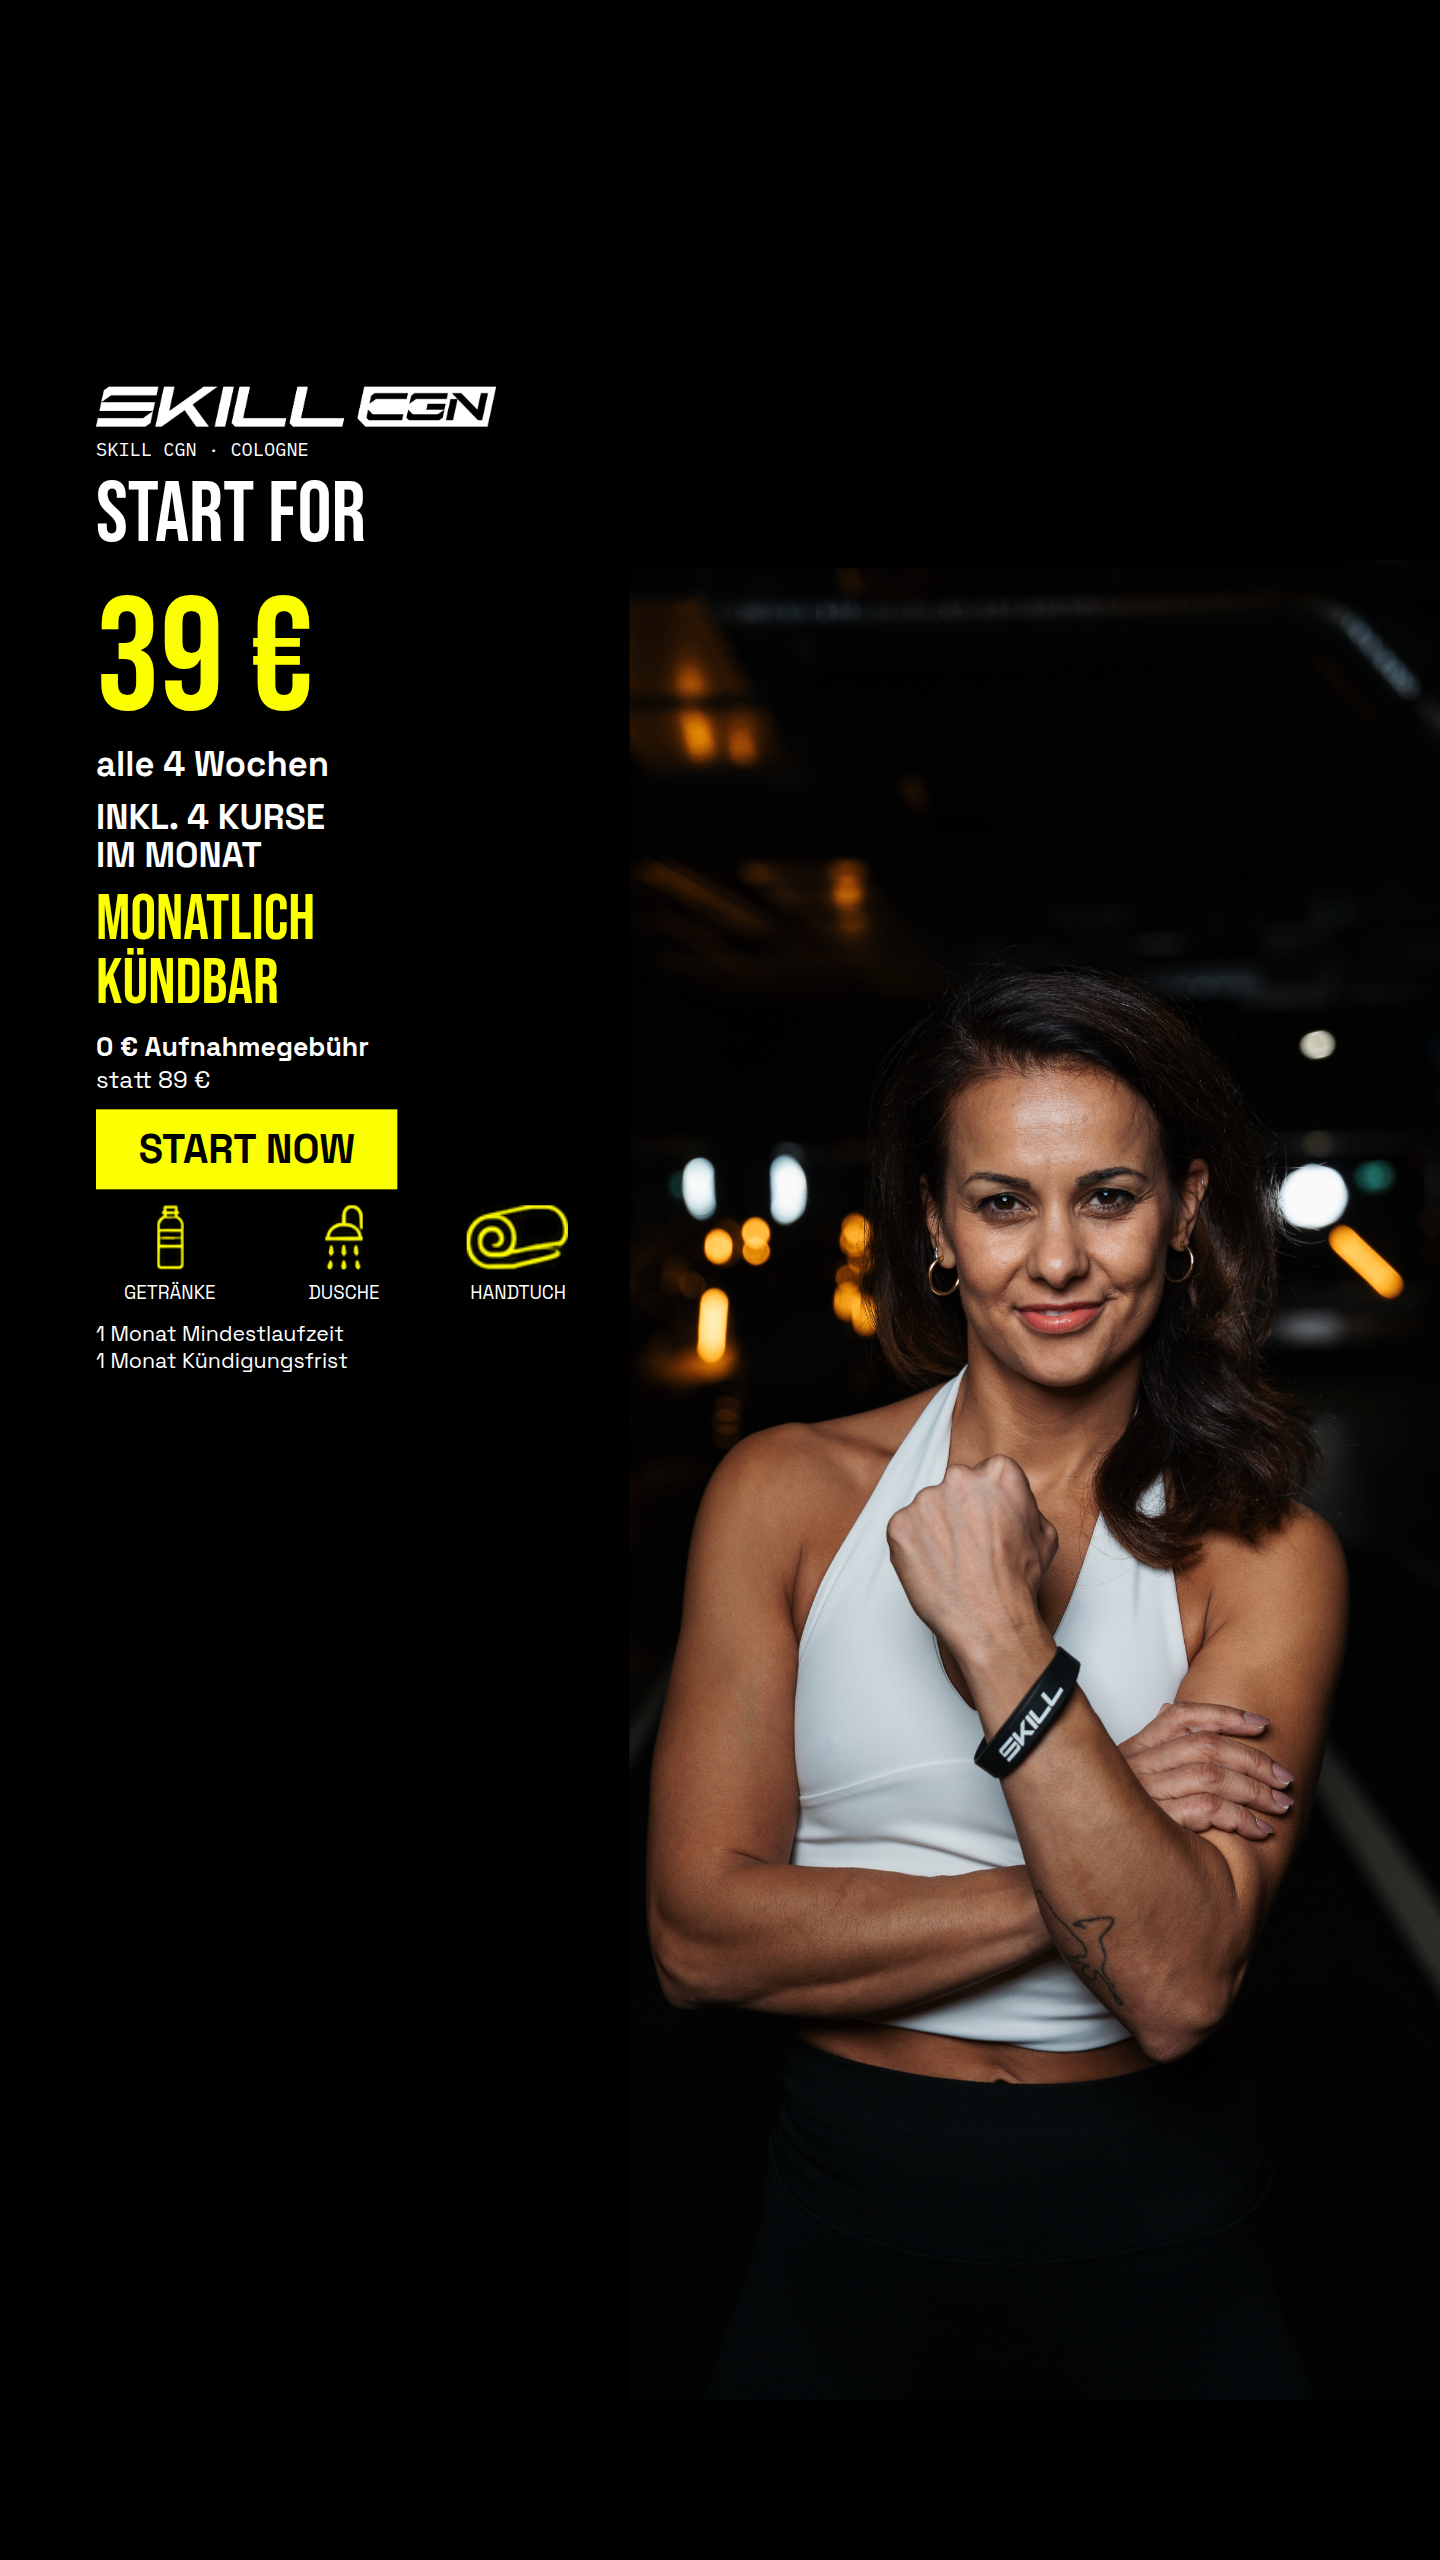 SKILL CGN
SKILL CGN · COLOGNE
START FOR
39 €
alle 4 Wochen
INKL. 4 KURSE
IM MONAT
MONATLICH
KÜNDBAR
0 € Aufnahmegebühr
statt 89 €
START NOW
GETRÄNKE DUSCHE HANDTUCH
1 Monat Mindestlaufzeit
1 Monat Kündigungsfrist
SKILL